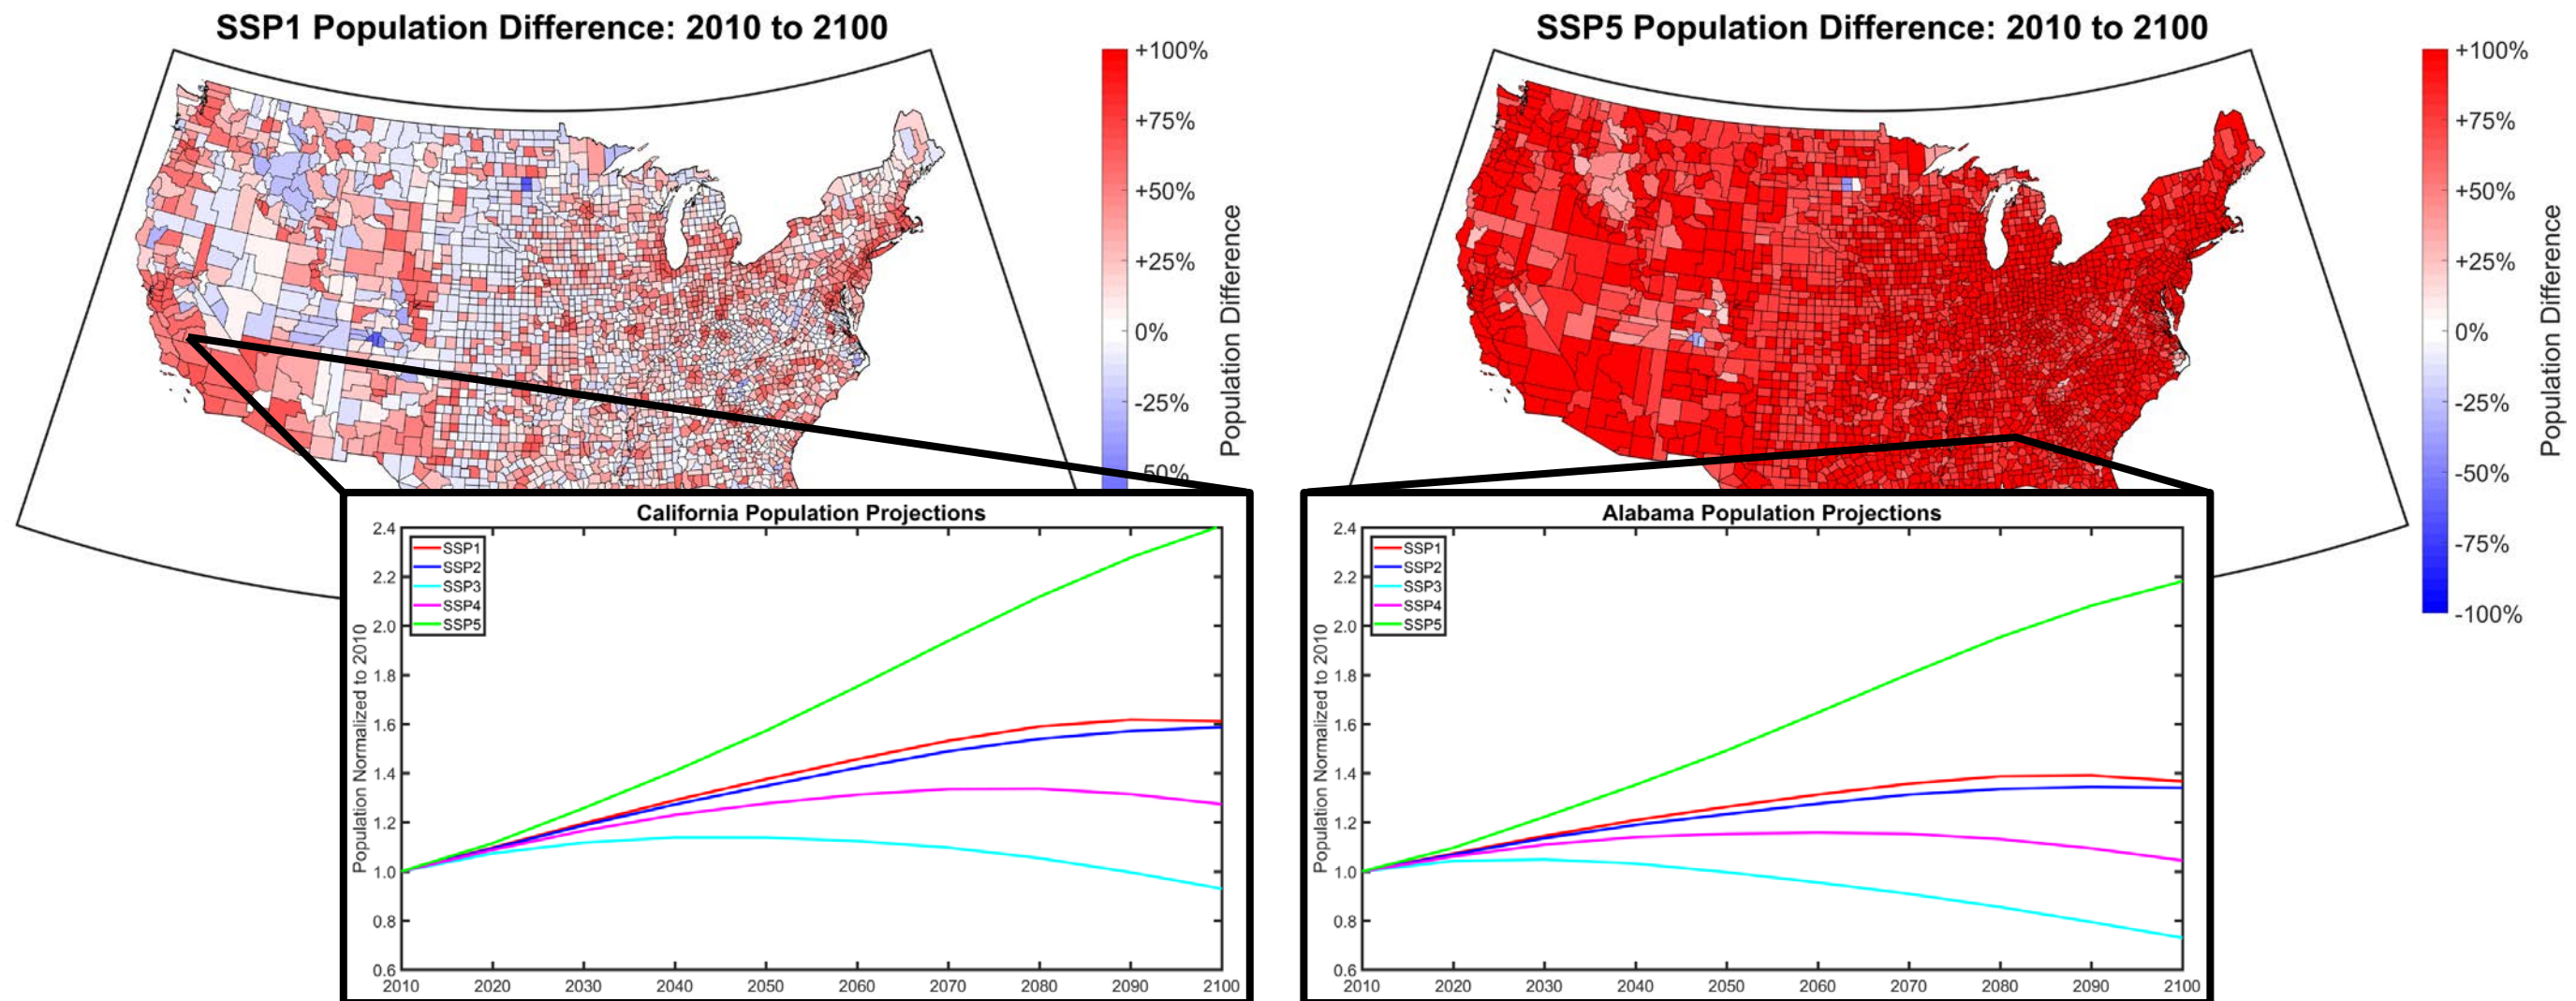 SSP1 Population Difference: 2010 to 2100
+100%
+75%
+50%
+25%
0%
-25%
50%
Population Difference
SSP5 Population Difference: 2010 to 2100
+100%
+75%
+50%
+25%
0%
-25%
-50%
-75%
-100%
Population Difference
California Population Projections
SSP1
SSP2
SSP3
SSP4
SSP5
Population Normalized to 2010
2.4
2.2
2.0
1.8
1.6
1.4
1.2
1.0
0.8
0.6
2010 2020 2030 2040 2050 2060 2070 2080 2090 2100
Alabama Population Projections
SSP1
SSP2
SSP3
SSP4
SSP5
Population Normalized to 2010
2.4
2.2
2.0
1.8
1.6
1.4
1.2
1.0
0.8
0.6
2010 2020 2030 2040 2050 2060 2070 2080 2090 2100